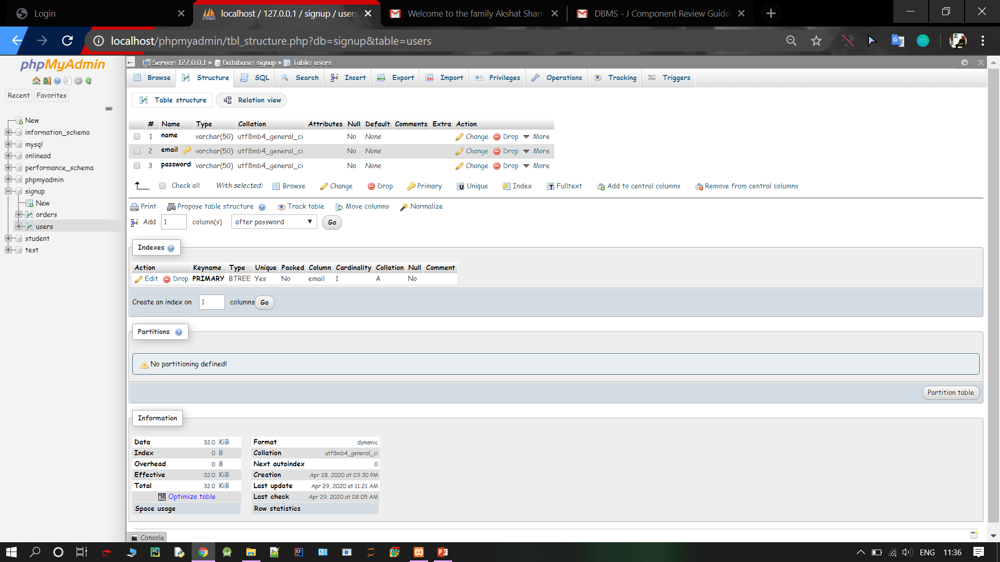 Login
localhost / 127.0.0.1 / signup / users
Welcome to the family Akshat Sharm
DBMS - J Component Review Guide
localhost/phpmyadmin/tbl_structure.php?db=signup&table=users
phpMyAdmin
Recent Favorites
New
information_schema
mysql
onlinead
performance_schema
phpmyadmin
signup
New
orders
users
student
test
Server: 127.0.0.1 » Database: signup » Table: users
Browse Structure SQL Search Insert Export Import Privileges Operations Tracking Triggers
Table structure Relation view
# Name Type Collation Attributes Null Default Comments Extra Action
1 name varchar(50) utf8mb4_general_ci No None Change Drop More
2 email varchar(50) utf8mb4_general_ci No None Change Drop More
3 password varchar(50) utf8mb4_general_ci No None Change Drop More
Check all With selected: Browse Change Drop Primary Unique Index Fulltext Add to central columns Remove from central columns
Print Propose table structure Track table Move columns Normalize
Add 1 column(s) after password Go
Indexes
Action Keyname Type Unique Packed Column Cardinality Collation Null Comment
Edit Drop PRIMARY BTREE Yes No email 1 A No
Create an index on 1 columns Go
Partitions
No partitioning defined!
Partition table
Information
Data 32.0 KiB
Index 0 B
Overhead 0 B
Effective 32.0 KiB
Total 32.0 KiB
Optimize table
Space usage
Format dynamic
Collation utf8mb4_general_ci
Next autoindex 0
Creation Apr 28, 2020 at 03:30 PM
Last update Apr 29, 2020 at 11:21 AM
Last check Apr 29, 2020 at 08:05 AM
Row statistics
Console
ENG 11:36